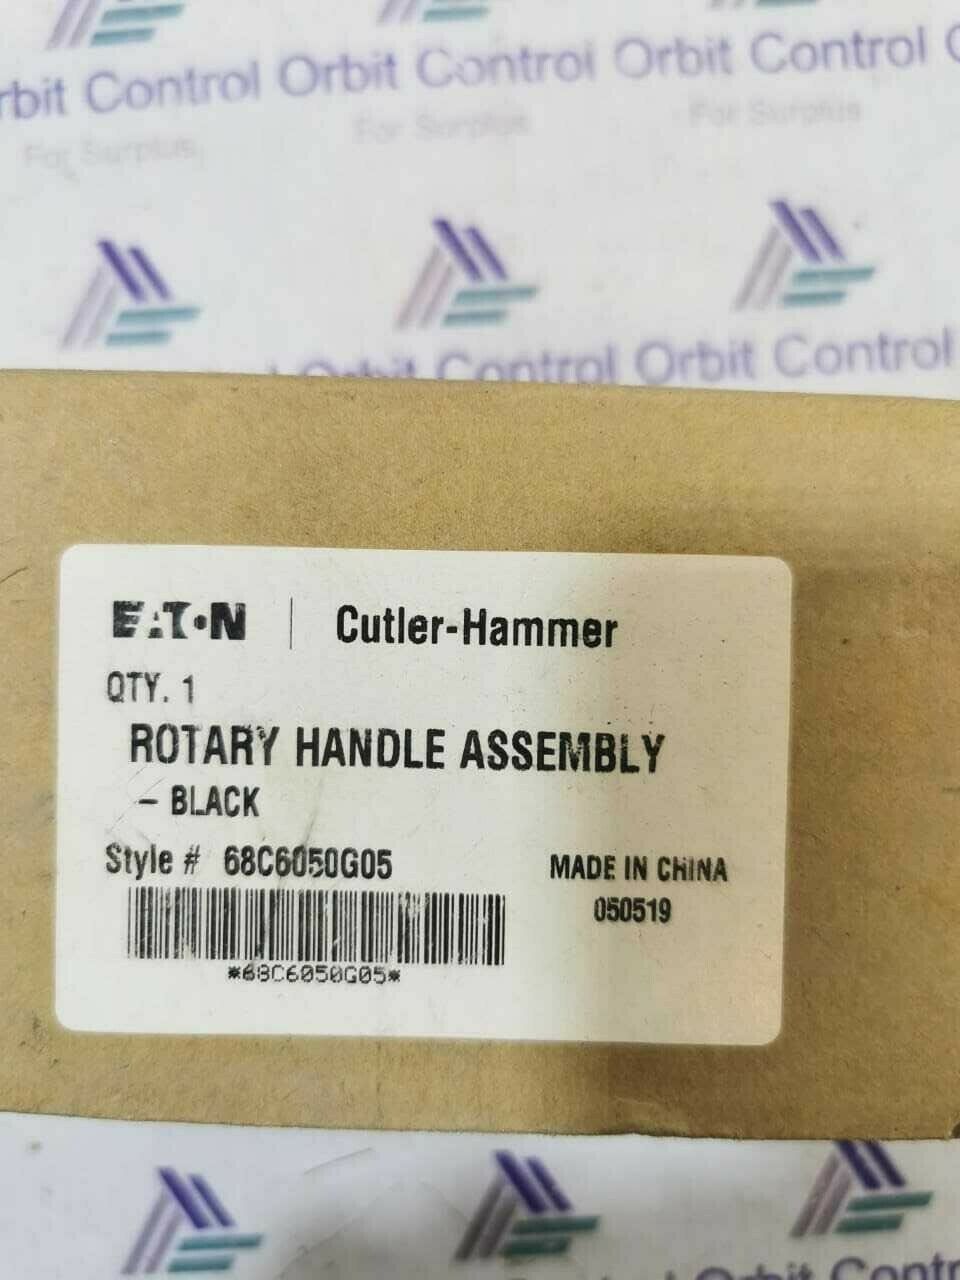 rbit Control Orbit Control Orbit Control
For Surplus For Surplus For Surplus
Control Orbit Control
EATON | Cutler-Hammer
QTY. 1
ROTARY HANDLE ASSEMBLY
- BLACK
Style # 68C6050G05
MADE IN CHINA
050519
*68C6050G05*